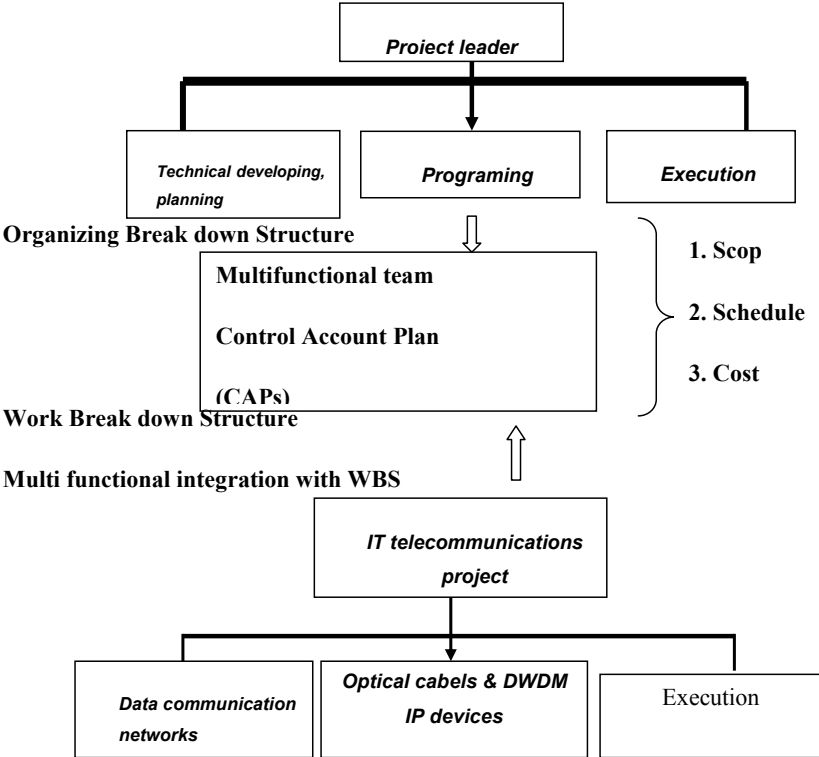 Project leader
Technical developing,
planning
Programing
Execution
Organizing Break down Structure
Multifunctional team
Control Account Plan
(CAPs)
1. Scop
2. Schedule
3. Cost
Work Break down Structure
Multi functional integration with WBS
IT telecommunications
project
Data communication
networks
Optical cabels & DWDM
IP devices
Execution